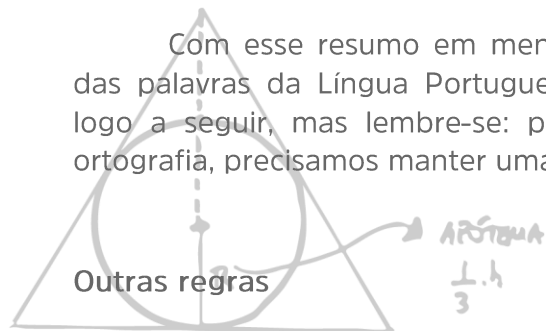 Com esse resumo em men
das palavras da Língua Portugue
logo a seguir, mas lembre-se: p
ortografia, precisamos manter uma
APÓTEMA
Outras regras
1/3 . h